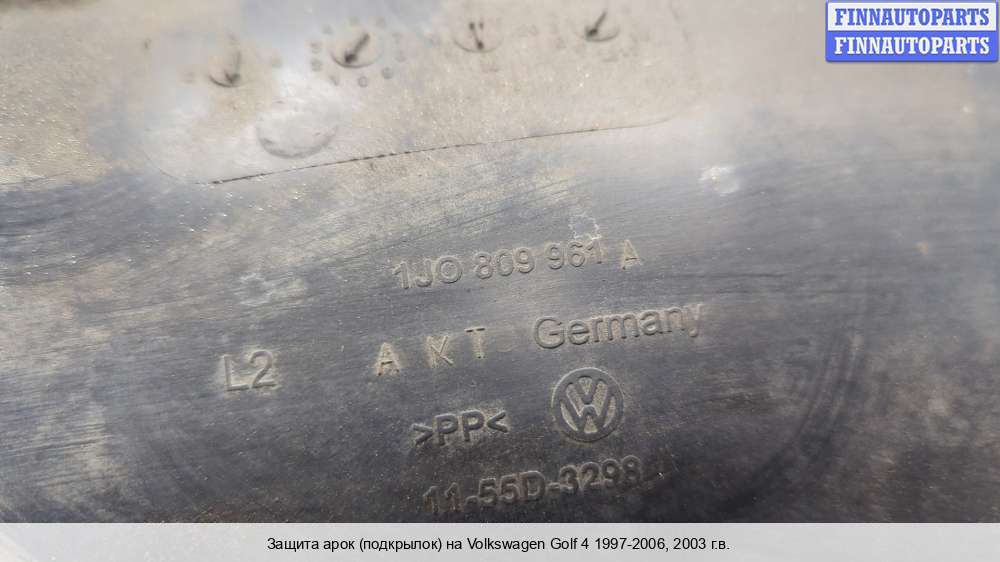 FINNAUTOPARTS
FINNAUTOPARTS
1JO 809 961 A
L2 AKT Germany
>PP<
11-55D-3298
Защита арок (подкрылок) на Volkswagen Golf 4 1997-2006, 2003 г.в.